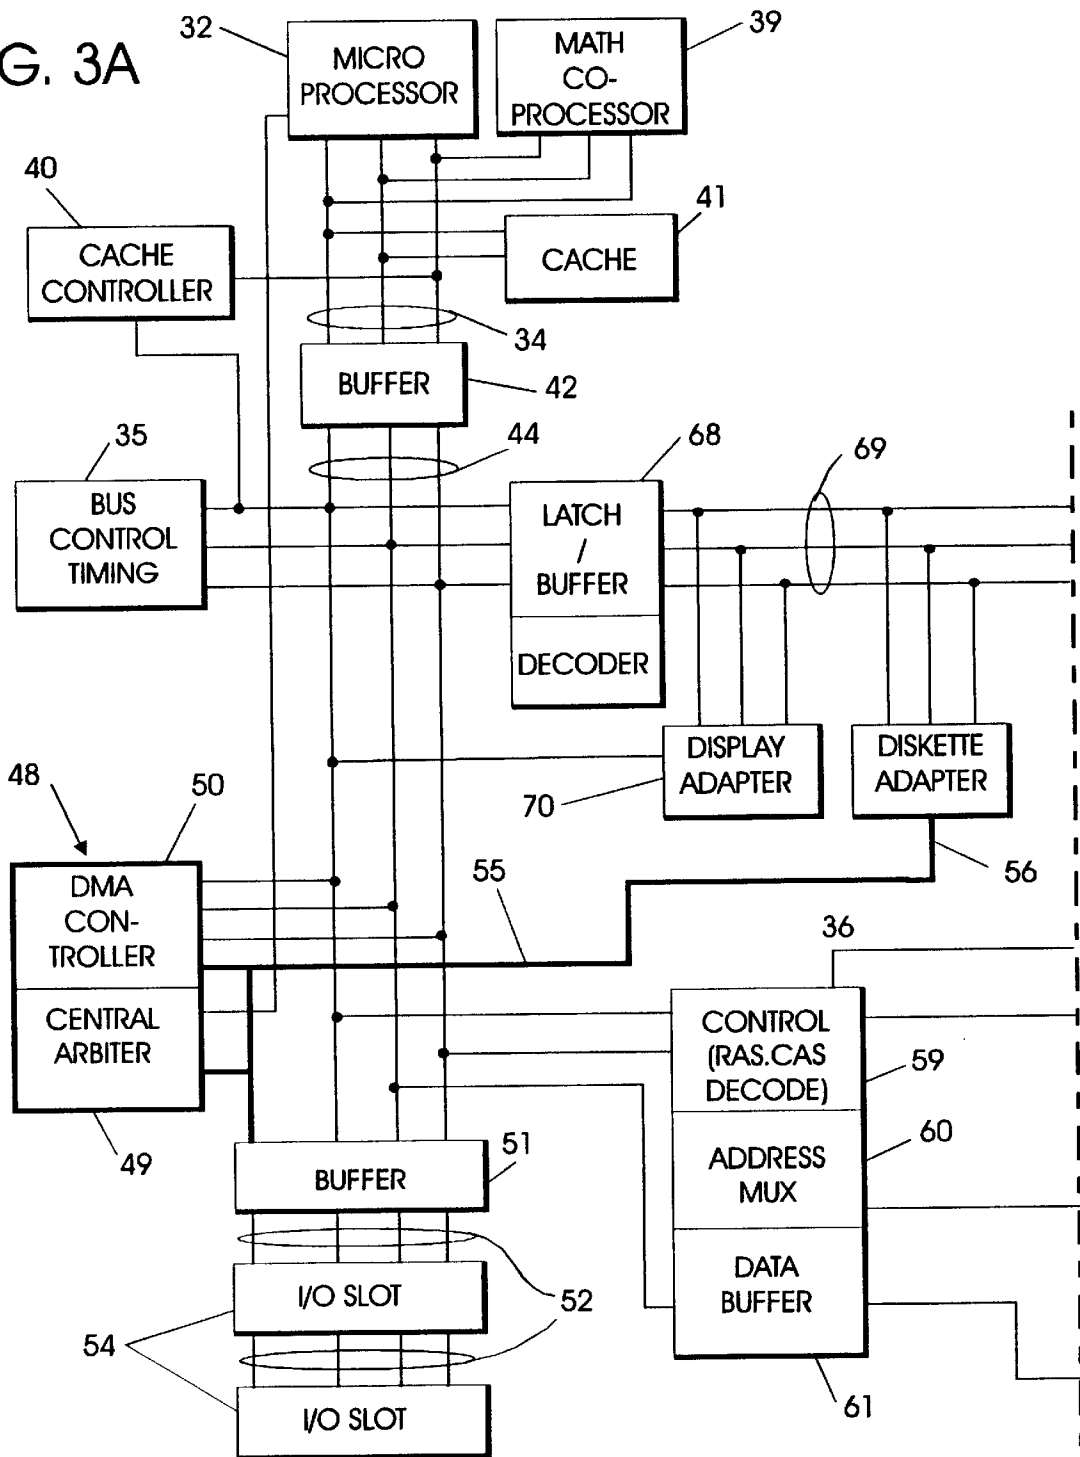 G. 3A
32
MICRO
PROCESSOR
MATH
CO-
PROCESSOR
39
40
CACHE
CONTROLLER
41
CACHE
34
BUFFER
42
35
BUS
CONTROL
TIMING
44
68
LATCH
/
BUFFER
DECODER
69
DISPLAY
ADAPTER
70
DISKETTE
ADAPTER
56
48
50
DMA
CON-
TROLLER
CENTRAL
ARBITER
49
55
36
CONTROL
(RAS.CAS
DECODE)
59
ADDRESS
MUX
60
DATA
BUFFER
61
BUFFER
51
I/O SLOT
52
54
I/O SLOT